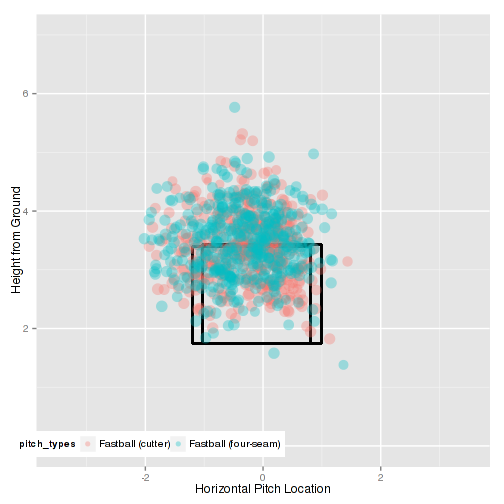 6
4
2
Height from Ground
pitch_types Fastball (cutter) Fastball (four-seam)
-2 0 2
Horizontal Pitch Location